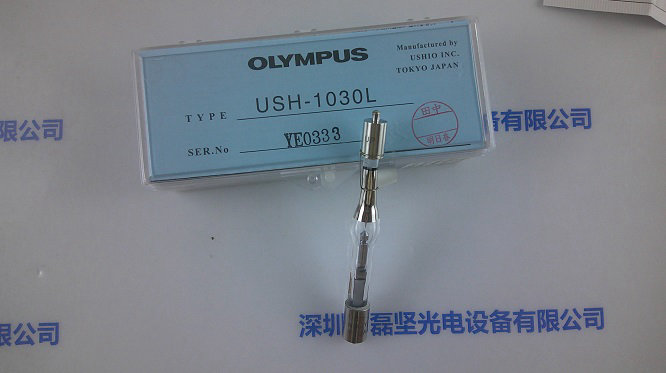 OLYMPUS
Manufactured by
USHIO INC.
TOKYO JAPAN
TYPE USH-1030L
SER.No YE0333
田中
有限公司
设备有限公司
限公司
深圳 磊坚光电设备有限公司